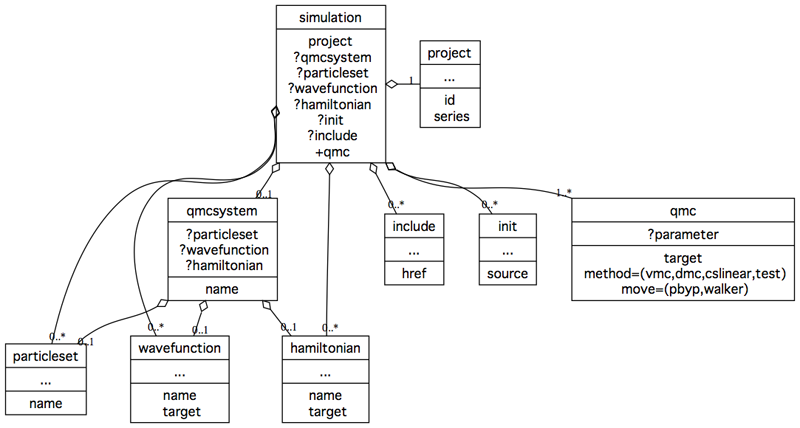 simulation
project
?qmcsystem
?particleset
?wavefunction
?hamiltonian
?init
?include
+qmc
project
...
id
series
1
0..1
0..*
0..*
1..*
qmcsystem
?particleset
?wavefunction
?hamiltonian
name
include
...
href
init
...
source
qmc
?parameter
target
method=(vmc,dmc,cslinear,test)
move=(pbyp,walker)
0..*
0..1
0..*
0..1
0..1
0..*
particleset
...
name
wavefunction
...
name
target
hamiltonian
...
name
target